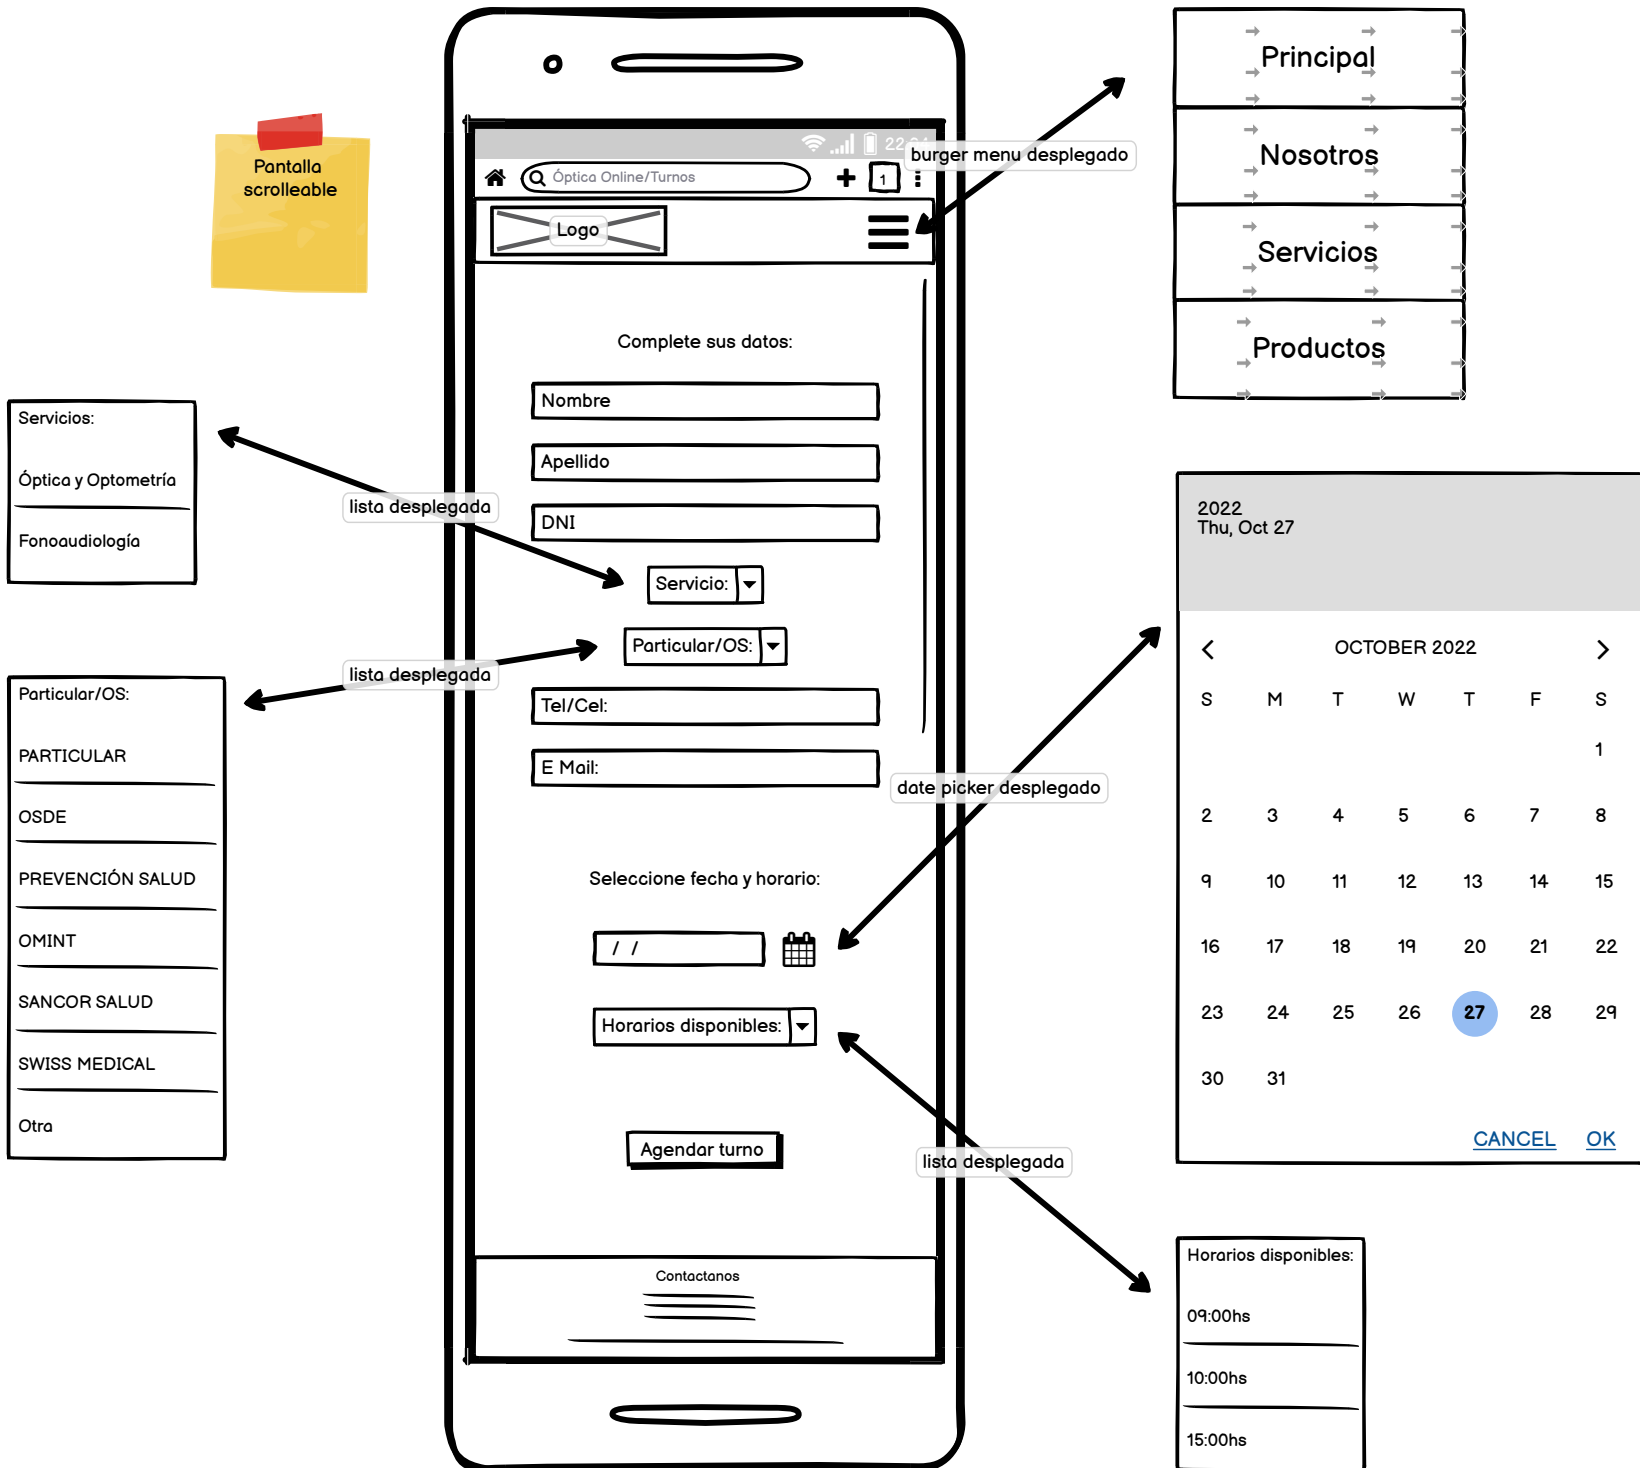 Pantalla
scrolleable
22
Óptica Online/Turnos
1
Logo
burger menu desplegado
Principal
Nosotros
Servicios
Productos
Complete sus datos:
Nombre
Apellido
DNI
Servicio:
Particular/OS:
Tel/Cel:
E Mail:
Seleccione fecha y horario:
/ /
Horarios disponibles:
Agendar turno
Contactanos
lista desplegada
Servicios:
Óptica y Optometría
Fonoaudiología
lista desplegada
Particular/OS:
PARTICULAR
OSDE
PREVENCIÓN SALUD
OMINT
SANCOR SALUD
SWISS MEDICAL
Otra
date picker desplegado
2022
Thu, Oct 27
OCTOBER 2022
S M T W T F S
1
2 3 4 5 6 7 8
9 10 11 12 13 14 15
16 17 18 19 20 21 22
23 24 25 26 27 28 29
30 31
CANCEL OK
lista desplegada
Horarios disponibles:
09:00hs
10:00hs
15:00hs